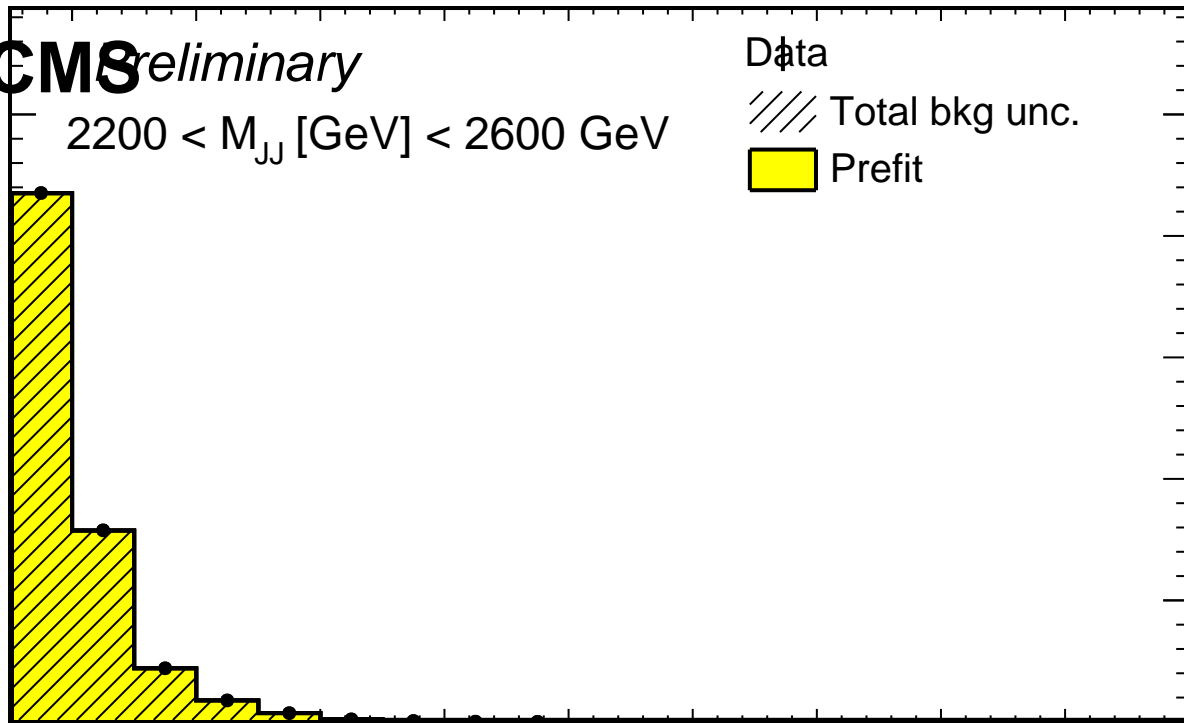 CMS Preliminary
2200 < M_JJ [GeV] < 2600 GeV
Data
Total bkg unc.
Prefit